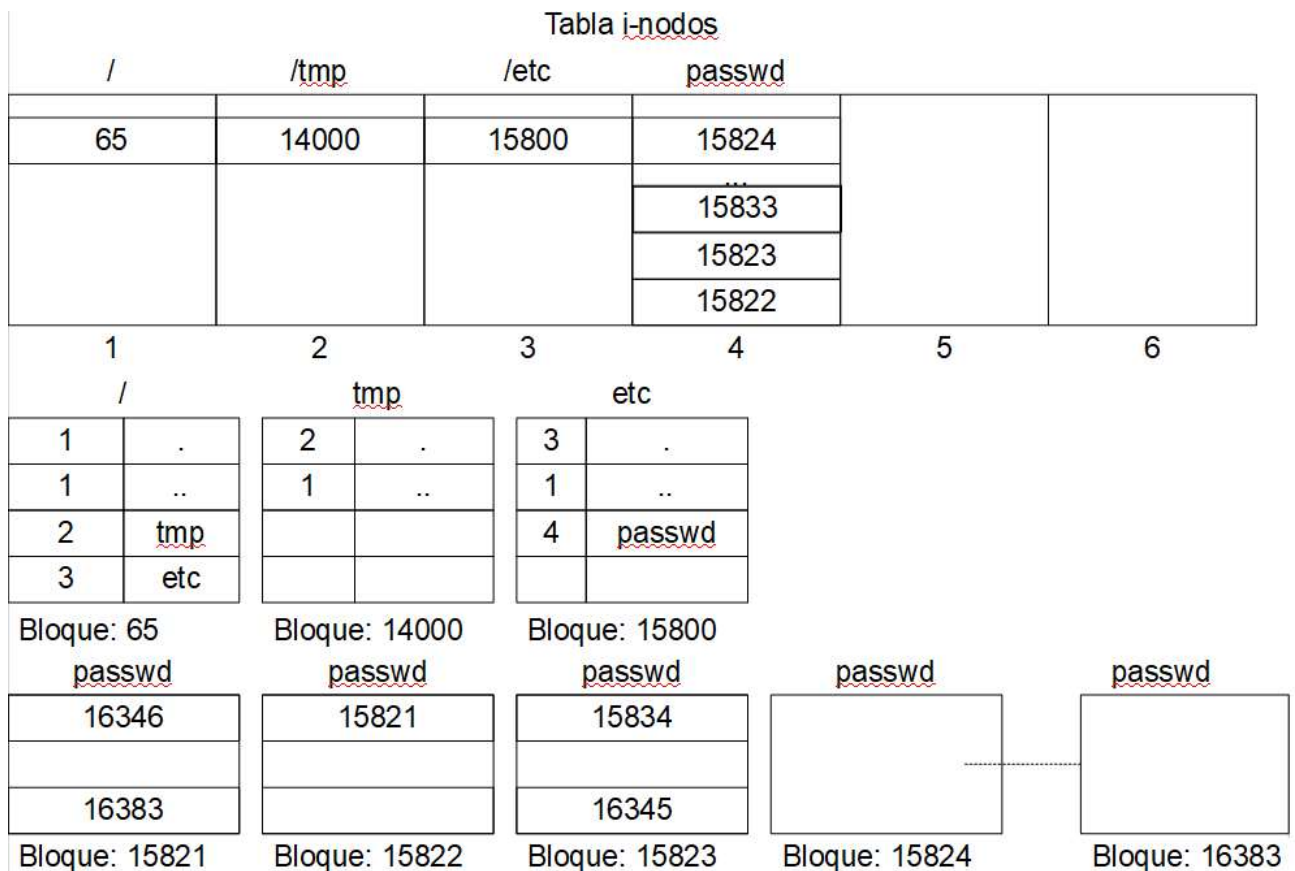 Tabla i-nodos
/ /tmp /etc passwd
65 14000 15800 15824
...
15833
15823
15822
1 2 3 4 5 6
/ tmp etc
1 . 2 . 3 .
1 .. 1 .. 1 ..
2 tmp 4 passwd
3 etc
Bloque: 65 Bloque: 14000 Bloque: 15800
passwd passwd passwd passwd passwd
16346 15821 15834
16383 16345
Bloque: 15821 Bloque: 15822 Bloque: 15823 Bloque: 15824 Bloque: 16383